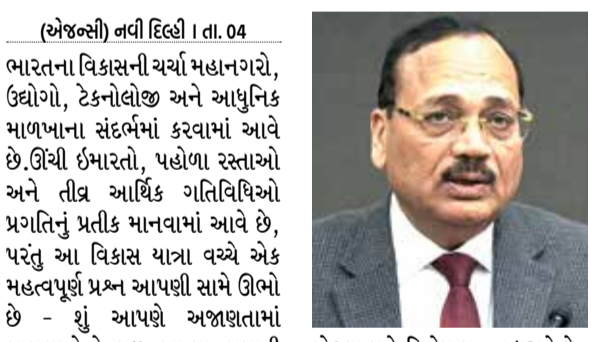 (એજન્સી) નવી દિલ્હી । તા. 04
ભારતના વિકાસની ચર્ચા મહાનગરો,
ઉદ્યોગો, ટેકનોલોજી અને આધુનિક
માળખાના સંદર્ભમાં કરવામાં આવે
છે.ઊંચી ઇમારતો, પહોળા રસ્તાઓ
અને તીવ્ર આર્થિક ગતિવિધિઓ
પ્રગતિનું પ્રતીક માનવામાં આવે છે,
પરંતુ આ વિકાસ યાત્રા વચ્ચે એક
મહત્વપૂર્ણ પ્રશ્ન આપણી સામે ઊભો
છે - શું આપણે અજાણતામાં